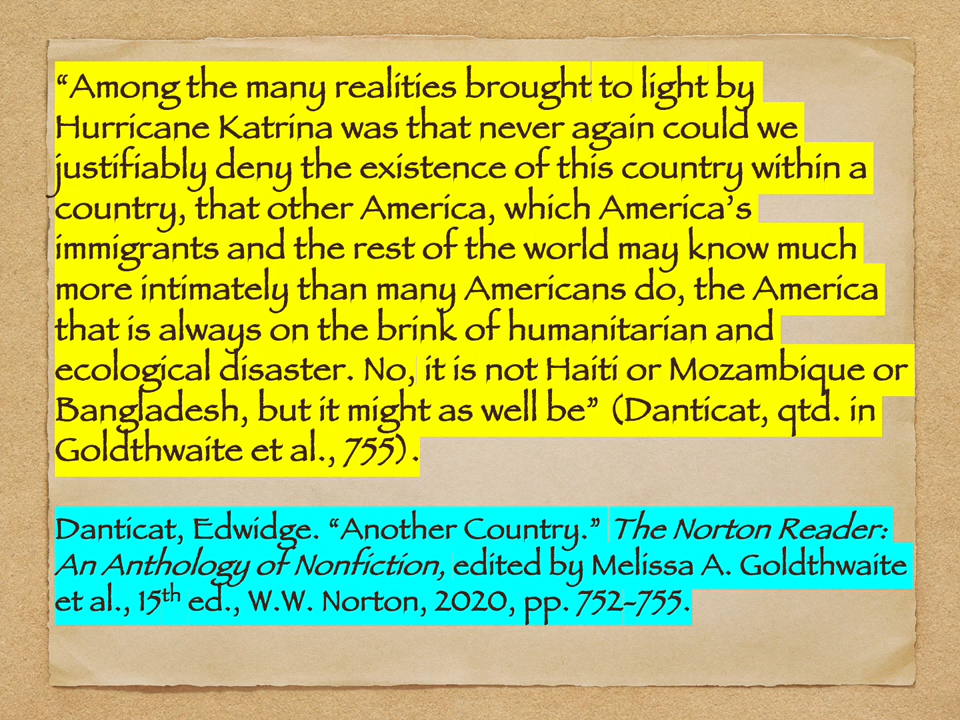 “Among the many realities brought to light by
Hurricane Katrina was that never again could we
justifiably deny the existence of this country within a
country, that other America, which America’s
immigrants and the rest of the world may know much
more intimately than many Americans do, the America
that is always on the brink of humanitarian and
ecological disaster. No, it is not Haiti or Mozambique or
Bangladesh, but it might as well be” (Danticat, qtd. in
Goldthwaite et al., 755).
Danticat, Edwidge. “Another Country.” The Norton Reader:
An Anthology of Nonfiction, edited by Melissa A. Goldthwaite
et al., 15th ed., W.W. Norton, 2020, pp. 752-755.